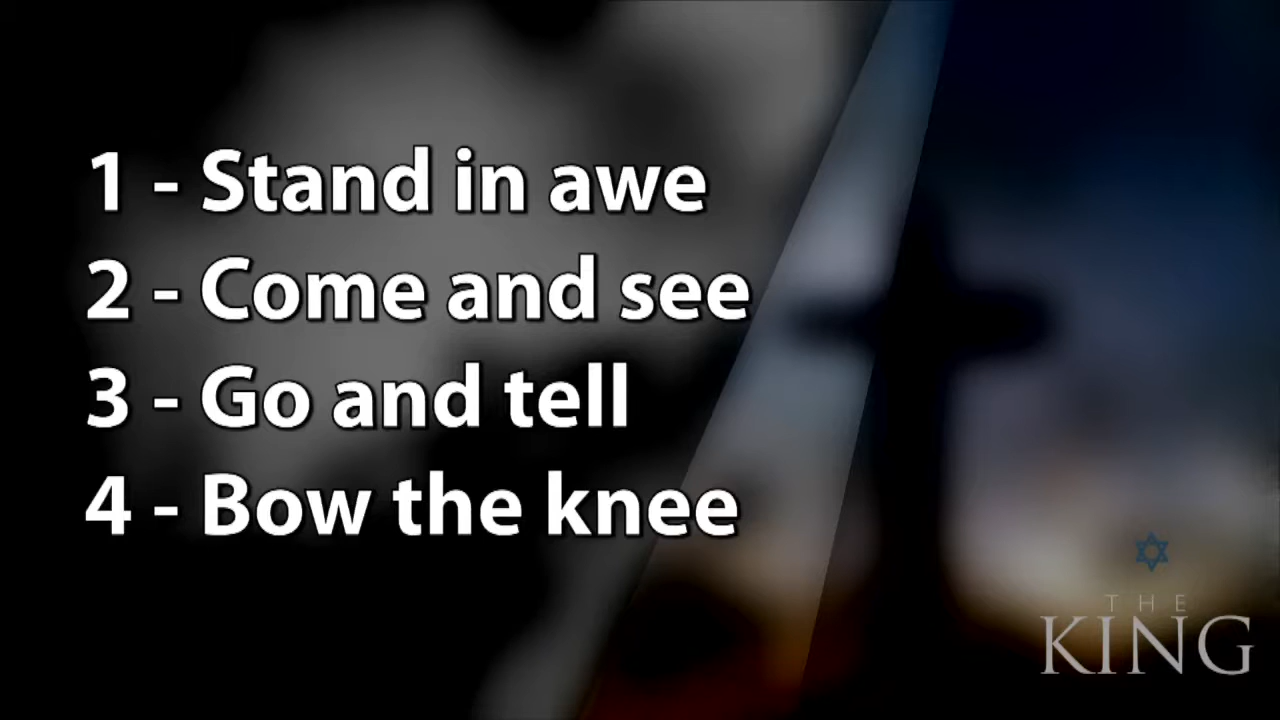 1 - Stand in awe
2 - Come and see
3 - Go and tell
4 - Bow the knee
THE
KING